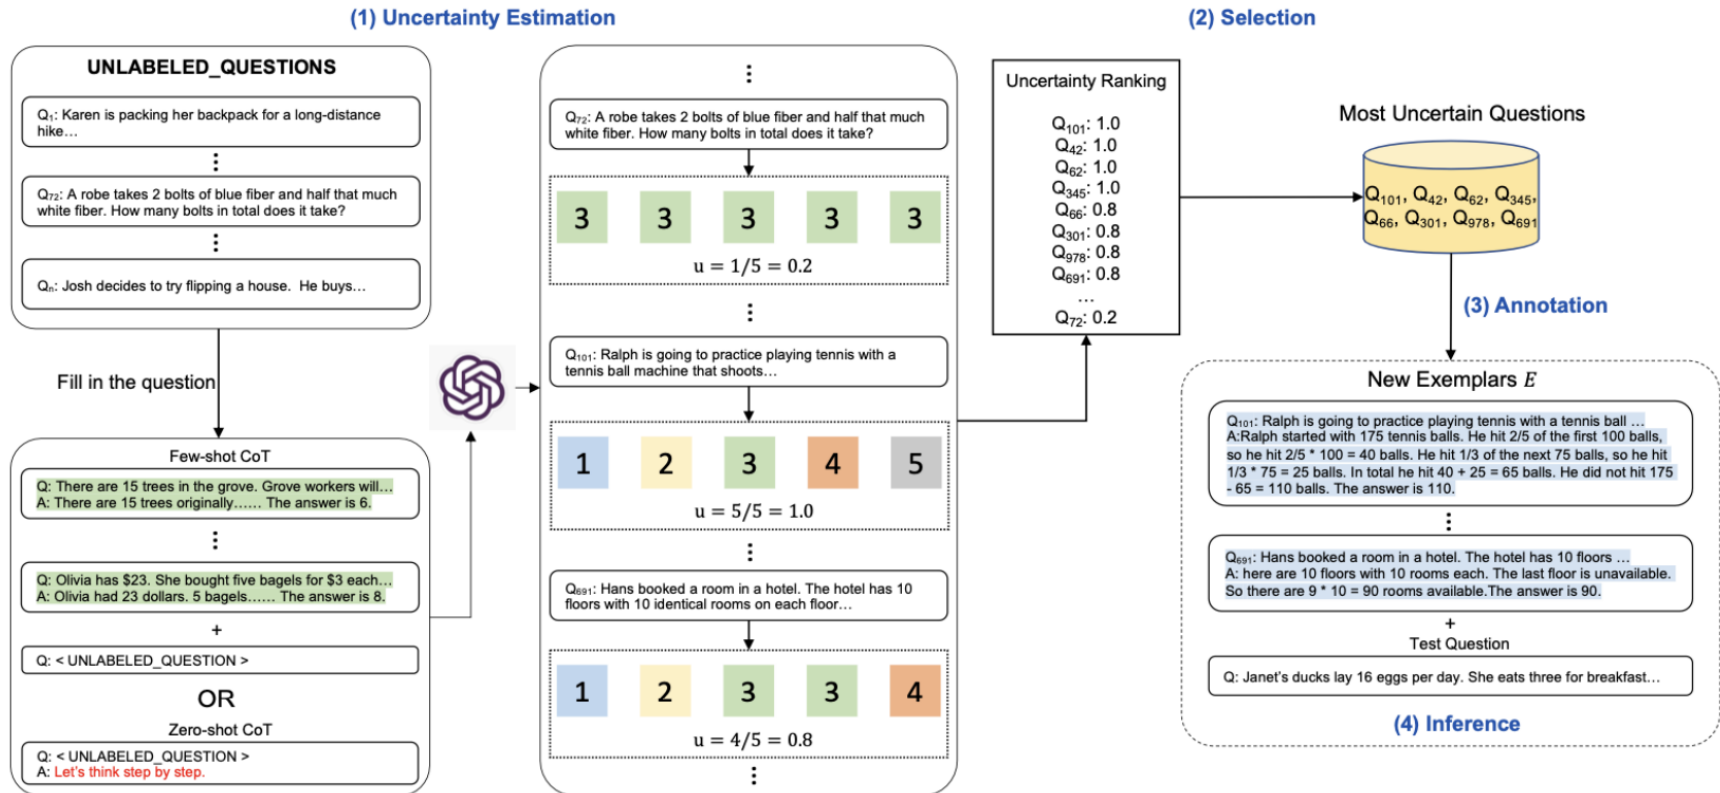 (1) Uncertainty Estimation
UNLABELED_QUESTIONS
Q₁: Karen is packing her backpack for a long-distance
hike…
⋮
Q₇₂: A robe takes 2 bolts of blue fiber and half that much
white fiber. How many bolts in total does it take?
⋮
Qₙ: Josh decides to try flipping a house.  He buys…
Fill in the question
Few-shot CoT
Q: There are 15 trees in the grove. Grove workers will…
A: There are 15 trees originally…… The answer is 6.
⋮
Q: Olivia has $23. She bought five bagels for $3 each…
A: Olivia had 23 dollars. 5 bagels…… The answer is 8.
+
Q: < UNLABELED_QUESTION >
OR
Zero-shot CoT
Q: < UNLABELED_QUESTION >
A: Let's think step by step.
⋮
Q₇₂: A robe takes 2 bolts of blue fiber and half that much
white fiber. How many bolts in total does it take?
3 3 3 3 3
u = 1/5 = 0.2
⋮
Q₁₀₁: Ralph is going to practice playing tennis with a
tennis ball machine that shoots…
1 2 3 4 5
u = 5/5 = 1.0
⋮
Q₆₉₁: Hans booked a room in a hotel. The hotel has 10
floors with 10 identical rooms on each floor…
1 2 3 3 4
u = 4/5 = 0.8
⋮
(2) Selection
Uncertainty Ranking
Q₁₀₁: 1.0
Q₄₂: 1.0
Q₆₂: 1.0
Q₃₄₅: 1.0
Q₆₆: 0.8
Q₃₀₁: 0.8
Q₉₇₈: 0.8
Q₆₉₁: 0.8
…
Q₇₂: 0.2
Most Uncertain Questions
Q₁₀₁, Q₄₂, Q₆₂, Q₃₄₅,
Q₆₆, Q₃₀₁, Q₉₇₈, Q₆₉₁
(3) Annotation
New Exemplars E
Q₁₀₁: Ralph is going to practice playing tennis with a tennis ball …
A:Ralph started with 175 tennis balls. He hit 2/5 of the first 100 balls,
so he hit 2/5 * 100 = 40 balls. He hit 1/3 of the next 75 balls, so he hit
1/3 * 75 = 25 balls. In total he hit 40 + 25 = 65 balls. He did not hit 175
- 65 = 110 balls. The answer is 110.
⋮
Q₆₉₁: Hans booked a room in a hotel. The hotel has 10 floors …
A: here are 10 floors with 10 rooms each. The last floor is unavailable.
So there are 9 * 10 = 90 rooms available.The answer is 90.
+
Test Question
Q: Janet's ducks lay 16 eggs per day. She eats three for breakfast…
(4) Inference